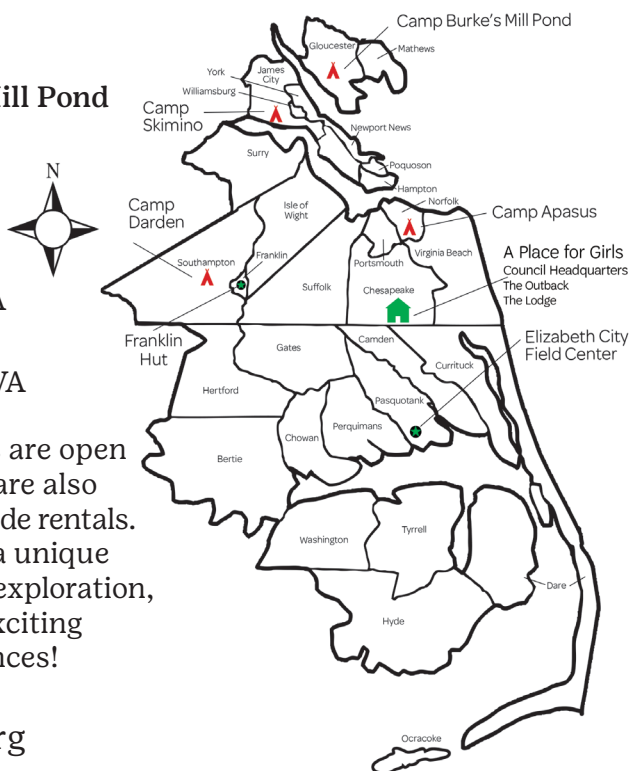 Camp Burke's Mill Pond
Gloucester
Mathews
ill Pond
York
James
City
Williamsburg
Camp
Skimino
Newport News
Surry
Poquoson
Hampton
N
Camp
Darden
Isle of
Wight
Norfolk
Camp Apasus
Southampton
Franklin
Portsmouth
Virginia Beach
A Place for Girls
Council Headquarters
The Outback
The Lodge
Suffolk
Chesapeake
A
Franklin
Hut
Gates
Camden
Currituck
Elizabeth City
Field Center
VA
Hertford
Pasquotank
Perquimans
Chowan
Bertie
are open
are also
de rentals.
a unique
exploration,
xciting
nces!
Washington
Tyrrell
Dare
Hyde
rg
Ocracoke